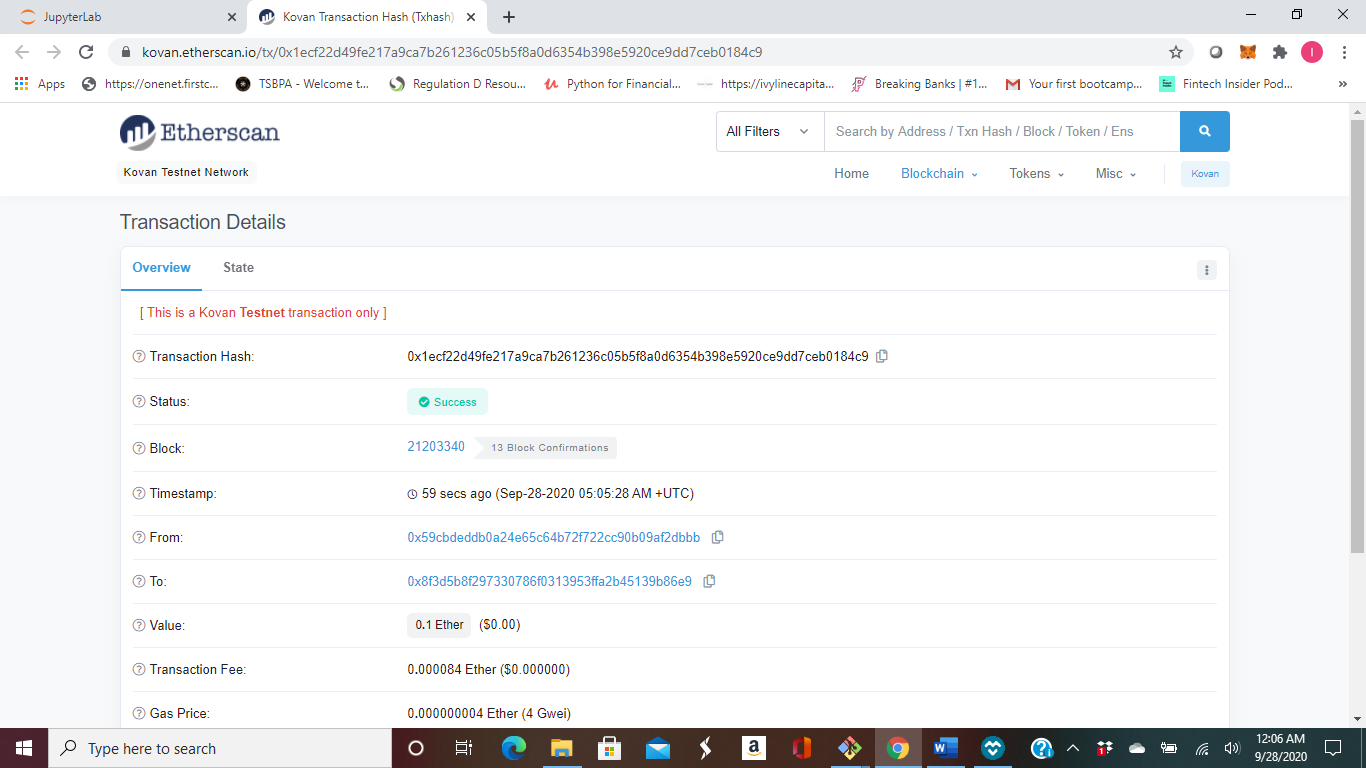 JupyterLab
Kovan Transaction Hash (Txhash)
kovan.etherscan.io/tx/0x1ecf22d49fe217a9ca7b261236c05b5f8a0d6354b398e5920ce9dd7ceb0184c9
I
Apps
https://onenet.firstc...
TSBPA - Welcome t...
Regulation D Resou...
Python for Financial...
https://ivylinecapita...
Breaking Banks | #1...
Your first bootcamp...
Fintech Insider Pod...
Etherscan
All Filters
Search by Address / Txn Hash / Block / Token / Ens
Kovan Testnet Network
Home
Blockchain
Tokens
Misc
Kovan
Transaction Details
Overview
State
[ This is a Kovan Testnet transaction only ]
Transaction Hash:
0x1ecf22d49fe217a9ca7b261236c05b5f8a0d6354b398e5920ce9dd7ceb0184c9
Status:
Success
Block:
21203340
13 Block Confirmations
Timestamp:
59 secs ago (Sep-28-2020 05:05:28 AM +UTC)
From:
0x59cbdeddb0a24e65c64b72f722cc90b09af2dbbb
To:
0x8f3d5b8f297330786f0313953ffa2b45139b86e9
Value:
0.1 Ether
($0.00)
Transaction Fee:
0.000084 Ether ($0.000000)
Gas Price:
0.000000004 Ether (4 Gwei)
Type here to search
12:06 AM
9/28/2020